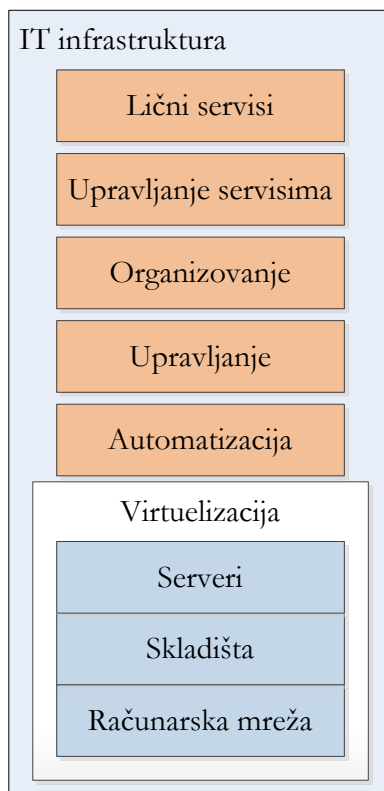 IT infrastruktura
Lični servisi
Upravljanje servisima
Organizovanje
Upravljanje
Automatizacija
Virtuelizacija
Serveri
Skladišta
Računarska mreža